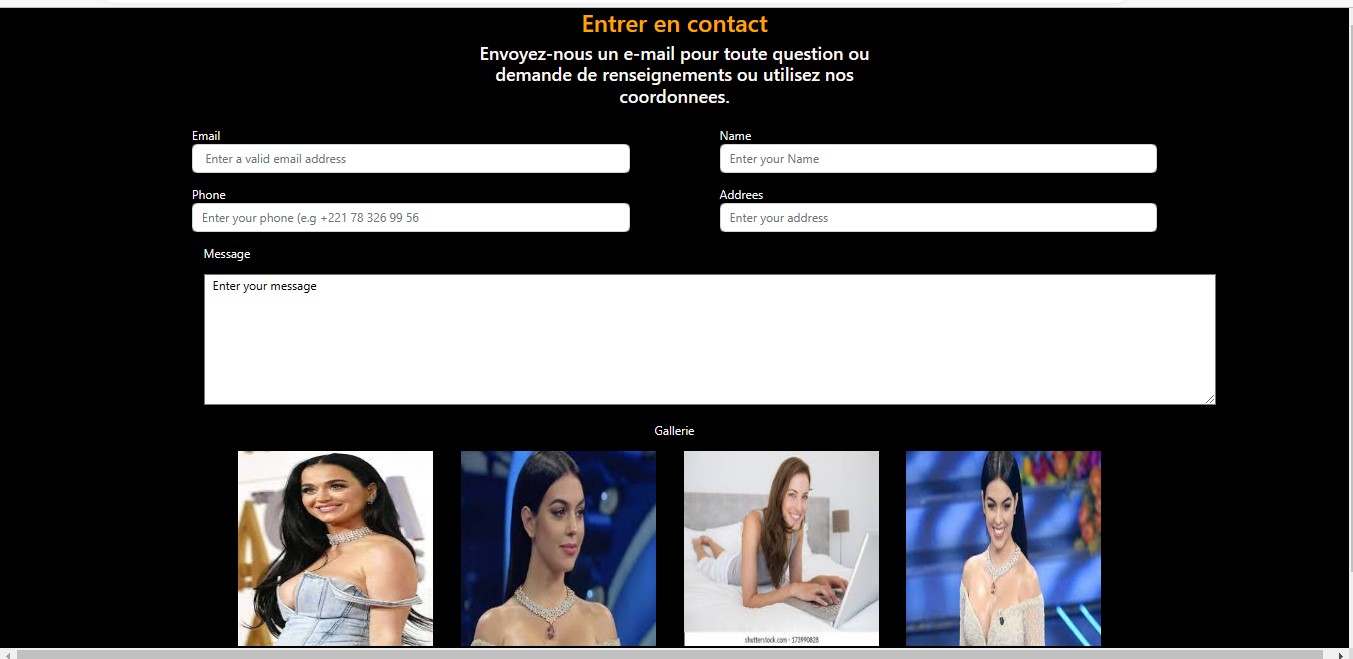 Entrer en contact
Envoyez-nous un e-mail pour toute question ou
demande de renseignements ou utilisez nos
coordonnees.
Email
Name
Enter a valid email address
Enter your Name
Phone
Addrees
Enter your phone (e.g +221 78 326 99 56
Enter your address
Message
Enter your message
Gallerie
shutterstock.com · 173990828